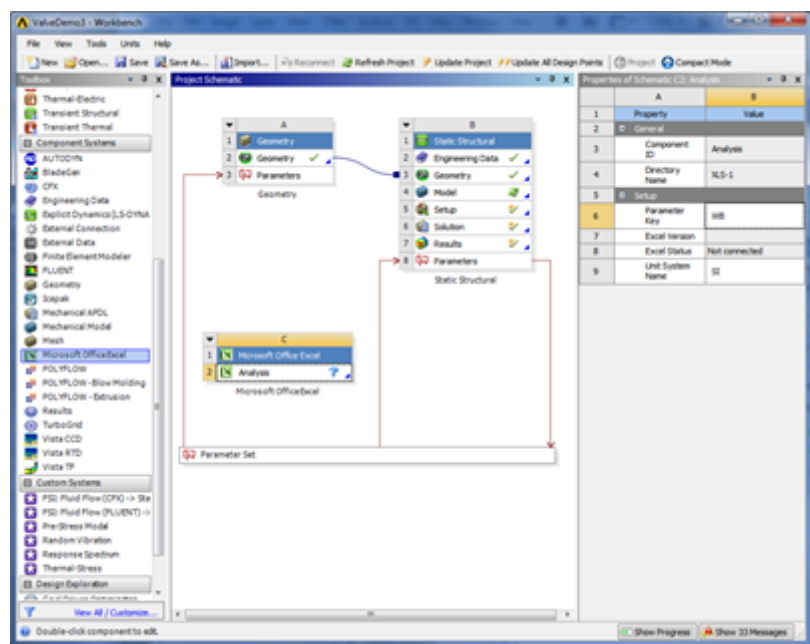 ValveDemo3 - Workbench
File View Tools Units Help
New Open... Save Save As... Import... Reconnect Refresh Project Update Project Update All Design Points Project Compact Mode
Toolbox
Thermal-Electric
Transient Structural
Transient Thermal
Component Systems
AUTODYN
BladeGen
CFX
Engineering Data
Explicit Dynamics (LS-DYNA
External Connection
External Data
Finite Element Modeler
FLUENT
Geometry
Icepak
Mechanical APDL
Mechanical Model
Mesh
Microsoft Office Excel
POLYFLOW
POLYFLOW - Blow Molding
POLYFLOW - Extrusion
Results
TurboGrid
Vista CCD
Vista RTD
Vista TF
Custom Systems
FSI: Fluid Flow (CFX) -> Sta
FSI: Fluid Flow (FLUENT) ->
Pre-Stress Model
Random Vibration
Response Spectrum
Thermal-Stress
Design Exploration
View All / Customize...
Project Schematic
A
1 Geometry
2 Geometry
3 Parameters
Geometry
B
1 Static Structural
2 Engineering Data
3 Geometry
4 Model
5 Setup
6 Solution
7 Results
8 Parameters
Static Structural
C
1 Microsoft Office Excel
2 Analysis
Microsoft Office Excel
Parameter Set
Properties of Schematic C2: Analysis
A B
1 Property Value
2 General
3 Component ID Analysis
4 Directory Name XLS-1
5 Setup
6 Parameter Key WB
7 Excel Version
8 Excel Status Not connected
9 Unit System Name SI
Double-click component to edit.
Show Progress Show 33 Messages